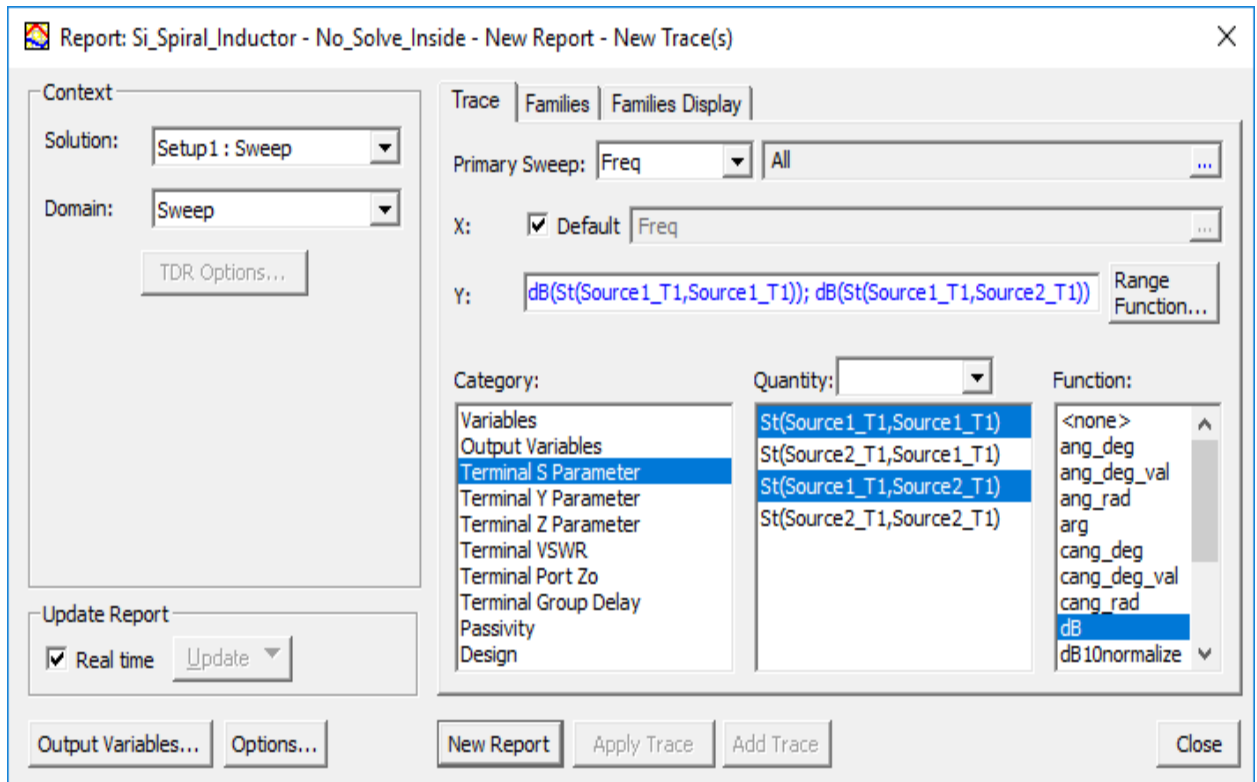 Report: Si_Spiral_Inductor - No_Solve_Inside - New Report - New Trace(s)
Context
Solution: Setup1 : Sweep
Domain: Sweep
TDR Options...
Update Report
Real time Update
Output Variables... Options...
Trace Families Families Display
Primary Sweep: Freq All ...
X: Default Freq ...
Y: dB(St(Source1_T1,Source1_T1)); dB(St(Source1_T1,Source2_T1))
Range
Function...
Category:
Variables
Output Variables
Terminal S Parameter
Terminal Y Parameter
Terminal Z Parameter
Terminal VSWR
Terminal Port Zo
Terminal Group Delay
Passivity
Design
Quantity:
St(Source1_T1,Source1_T1)
St(Source2_T1,Source1_T1)
St(Source1_T1,Source2_T1)
St(Source2_T1,Source2_T1)
Function:
<none>
ang_deg
ang_deg_val
ang_rad
arg
cang_deg
cang_deg_val
cang_rad
dB
dB10normalize
New Report Apply Trace Add Trace Close